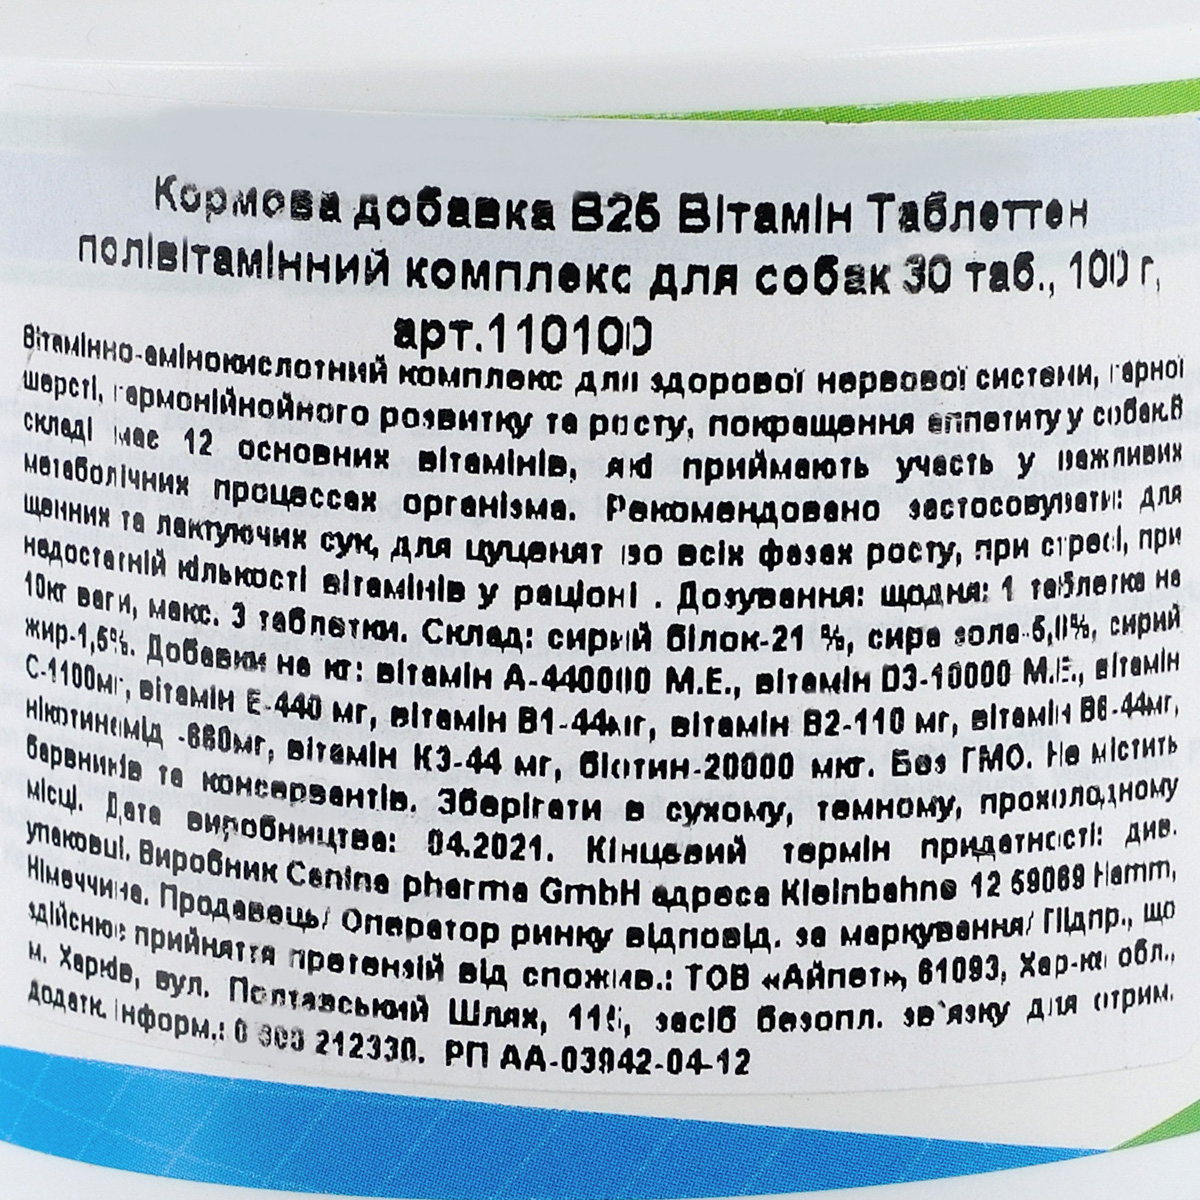 Кормова добавка В25 Вітамін Таблеттен
полівітамінний комплекс для собак 30 таб., 100 г,
арт.110100
Вітамінно-амінокислотний комплекс для здорової нервової системи, гарної
шерсті, гармонійнойного розвитку та росту, покращення аппетиту у собак.В
складі має 12 основних вітамінів, які приймають участь у важливих
метаболічних процессах організма. Рекомендовано застосовувати: для
щенних та лактуючих сук, для цуценят во всіх фазах росту, при стресі, при
недостатній кількості вітамінів у раціоні . Дозування: щодня: 1 таблетка на
10кг ваги, макс. 3 таблетки. Склад: сирий білок-21 %, сира зола-5,0%, сирий
жир-1,5%. Добавки на кг: вітамін А-440000 М.Е., вітамін D3-10000 М.Е., вітамін
С-1100мг, вітамін Е-440 мг, вітамін В1-44мг, вітамін В2-110 мг, вітамін В6-44мг,
нікотинамід -660мг, вітамін К3-44 мг, біотин-20000 мкг. Без ГМО. Не містить
барвників та консервантів. Зберігати в сухому, темному, прохолодному
місці. Дата виробництва: 04.2021. Кінцевий термін придатності: див.
упаковці. Виробник Canina pharma GmbH адреса Kleinbahne 12 59069 Hamm,
Німеччина. Продавець/ Оператор ринку відповід. за маркування/ Підпр., що
здійснює прийняття претензій від спожив.: ТОВ «Айпет», 61093, Хар-ка обл.,
м. Харків, вул. Полтавський Шлях, засіб безопл. зв`язку для отрим.
додатк. інформ.: 0 800 212330. РП АА-03942-04-12